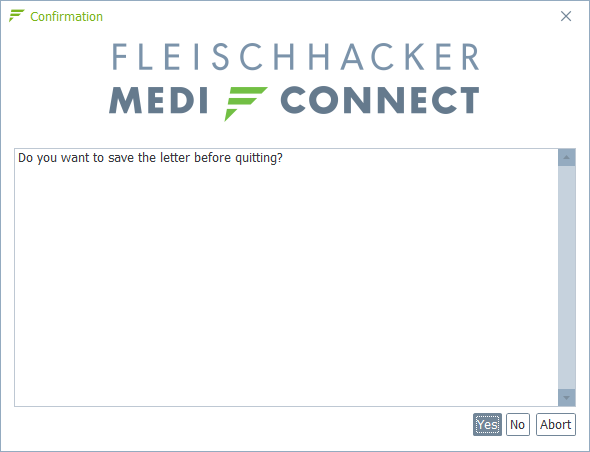 Confirmation
FLEISCHHACKER
MEDI CONNECT
Do you want to save the letter before quitting?
Yes No Abort